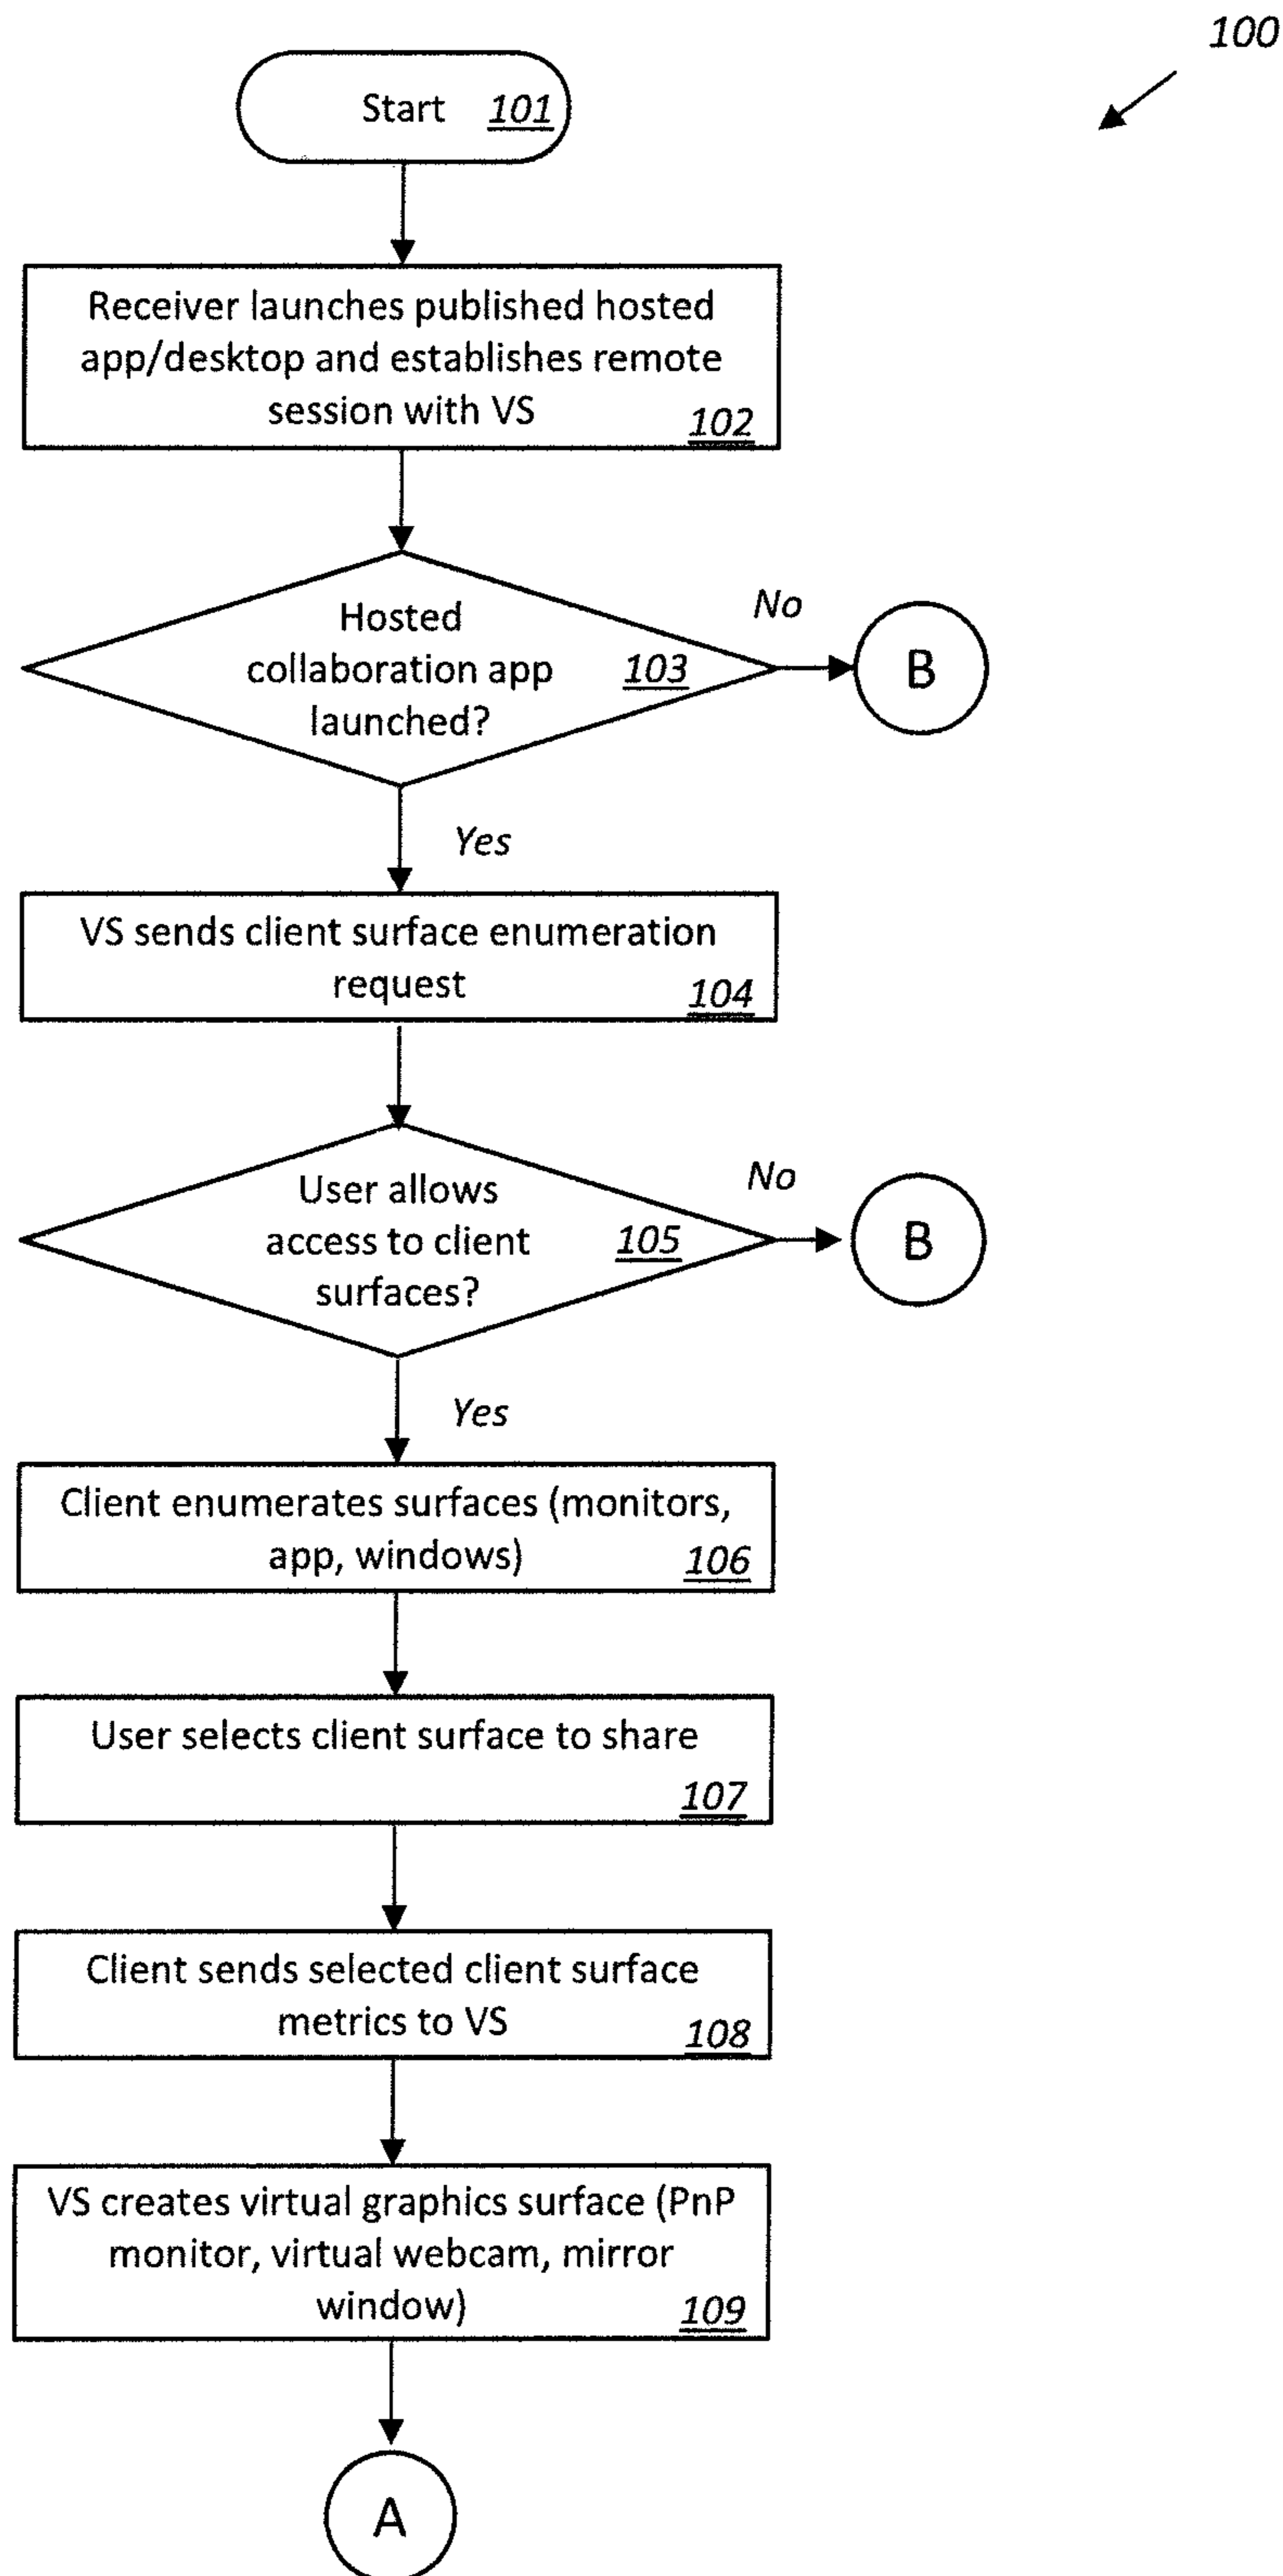 100
Start 101
Receiver launches published hosted
app/desktop and establishes remote
session with VS
102
Hosted
collaboration app
launched?
103
No
B
Yes
VS sends client surface enumeration
request
104
User allows
access to client
surfaces?
105
No
B
Yes
Client enumerates surfaces (monitors,
app, windows)
106
User selects client surface to share
107
Client sends selected client surface
metrics to VS
108
VS creates virtual graphics surface (PnP
monitor, virtual webcam, mirror
window)
109
A